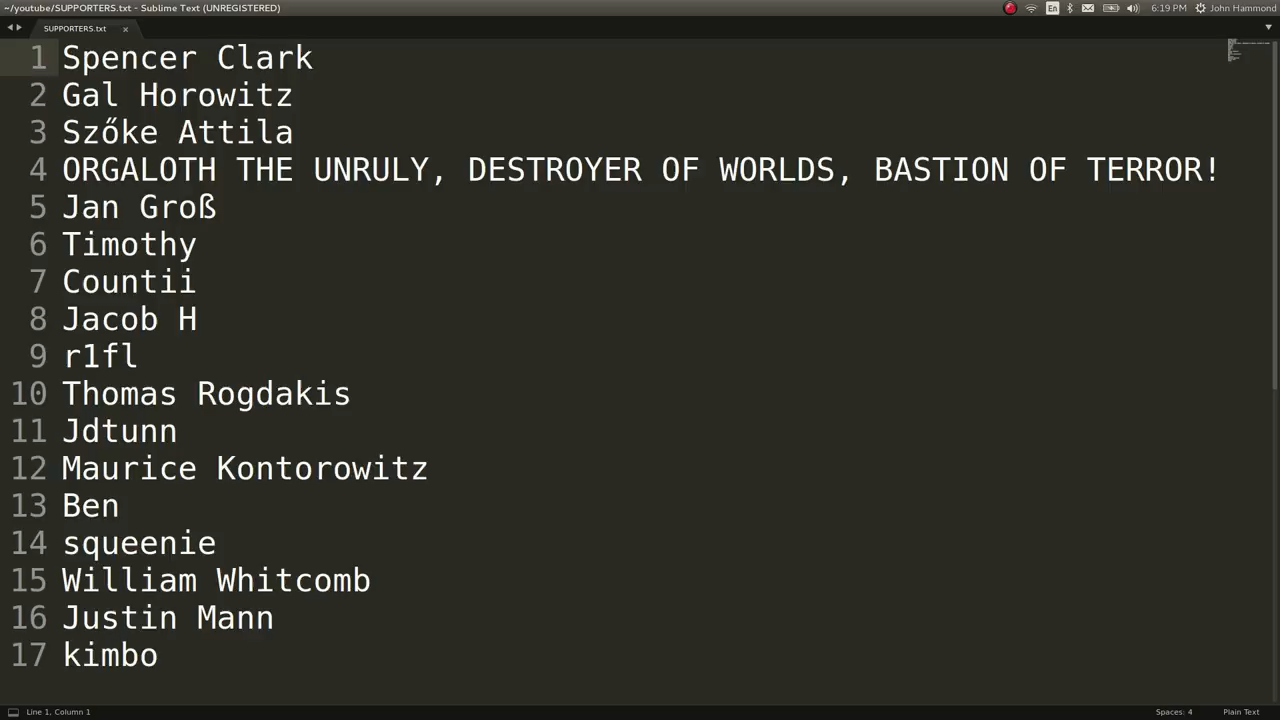 ~/youtube/SUPPORTERS.txt - Sublime Text (UNREGISTERED)
En
6:19 PM
John Hammond
SUPPORTERS.txt
1 Spencer Clark
2 Gal Horowitz
3 Szőke Attila
4 ORGALOTH THE UNRULY, DESTROYER OF WORLDS, BASTION OF TERROR!
5 Jan Groß
6 Timothy
7 Countii
8 Jacob H
9 r1fl
10 Thomas Rogdakis
11 Jdtunn
12 Maurice Kontorowitz
13 Ben
14 squeenie
15 William Whitcomb
16 Justin Mann
17 kimbo
Line 1, Column 1
Spaces: 4
Plain Text